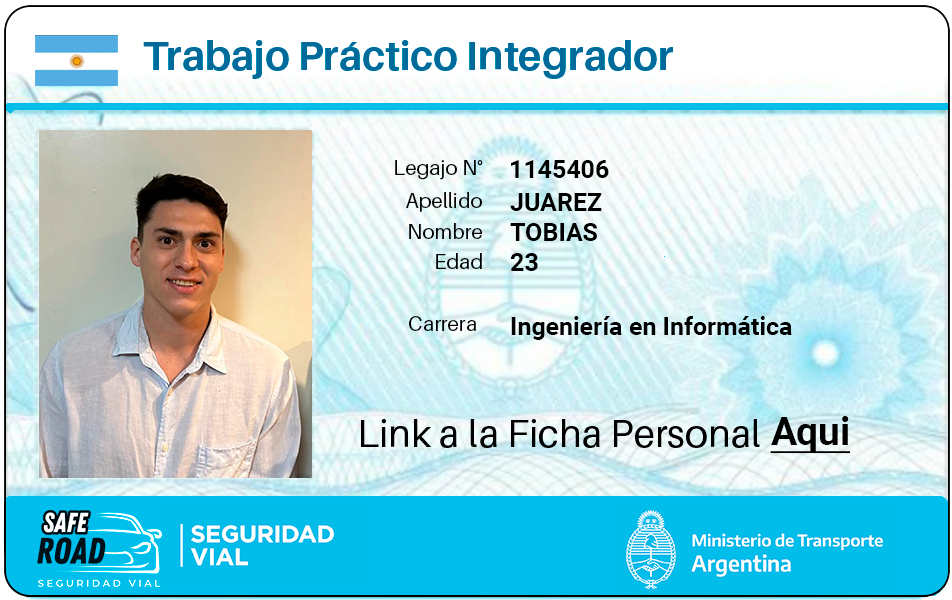 Trabajo Práctico Integrador
Legajo N° 1145406
Apellido JUAREZ
Nombre TOBIAS
Edad 23
Carrera Ingeniería en Informática
Link a la Ficha Personal Aqui
SAFE
ROAD
SEGURIDAD VIAL
SEGURIDAD
VIAL
Ministerio de Transporte
Argentina